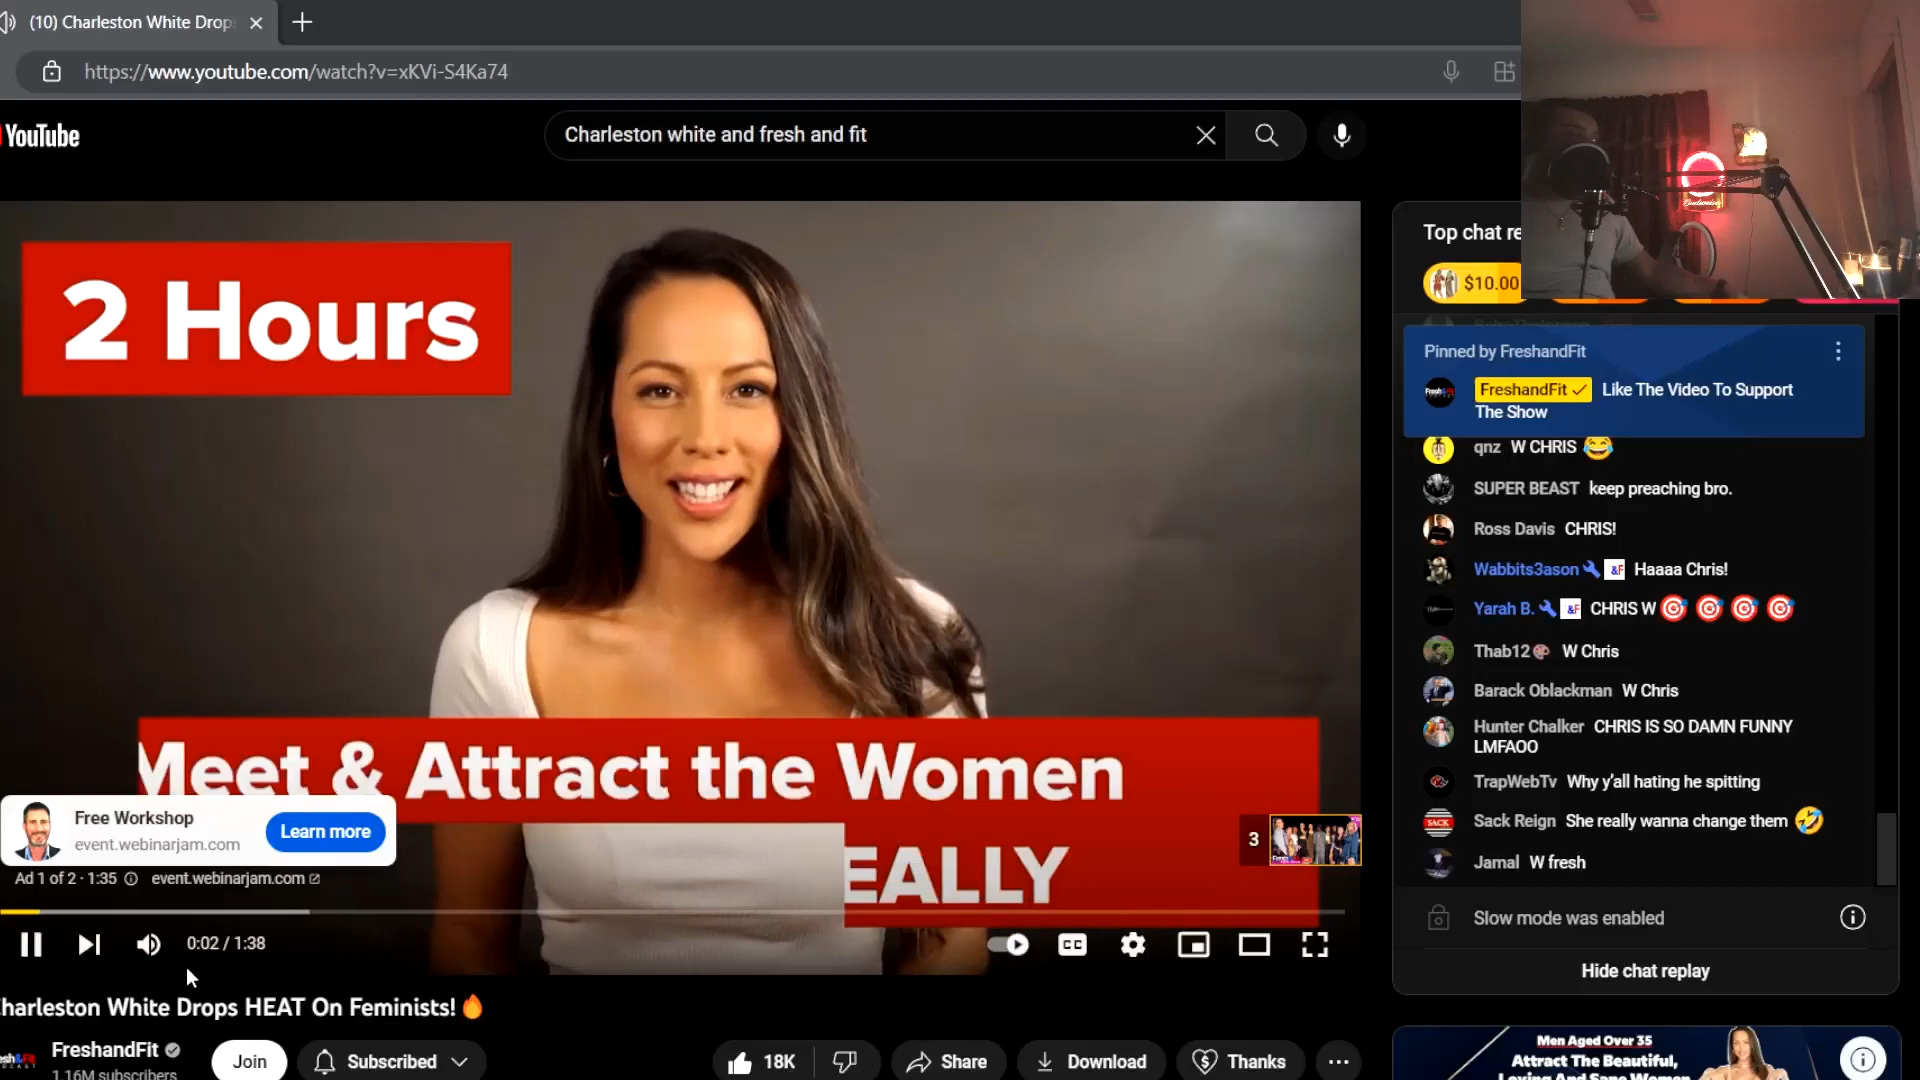 (10) Charleston White Drop
https://www.youtube.com/watch?v=xKVi-S4Ka74
YouTube
Charleston white and fresh and fit
2 Hours
Meet & Attract the Women
EALLY
Free Workshop
event.webinarjam.com
Learn more
Ad 1 of 2 · 1:35
event.webinarjam.com
3
0:02 / 1:38
CC
Charleston White Drops HEAT On Feminists!🔥
FreshandFit
1.16M subscribers
Join
Subscribed
18K
Share
Download
Thanks
Top chat re
$10.00
Pinned by FreshandFit
FreshandFit Like The Video To Support
The Show
qnz W CHRIS 😂
SUPER BEAST keep preaching bro.
Ross Davis CHRIS!
Wabbits3ason &F Haaaa Chris!
Yarah B. &F CHRIS W 🎯 🎯 🎯 🎯
Thab12🎨 W Chris
Barack Oblackman W Chris
Hunter Chalker CHRIS IS SO DAMN FUNNY
LMFAOO
TrapWebTv Why y'all hating he spitting
Sack Reign She really wanna change them 🤣
Jamal W fresh
Slow mode was enabled
Hide chat replay
Men Aged Over 35
Attract The Beautiful,
Loving And Sane Women